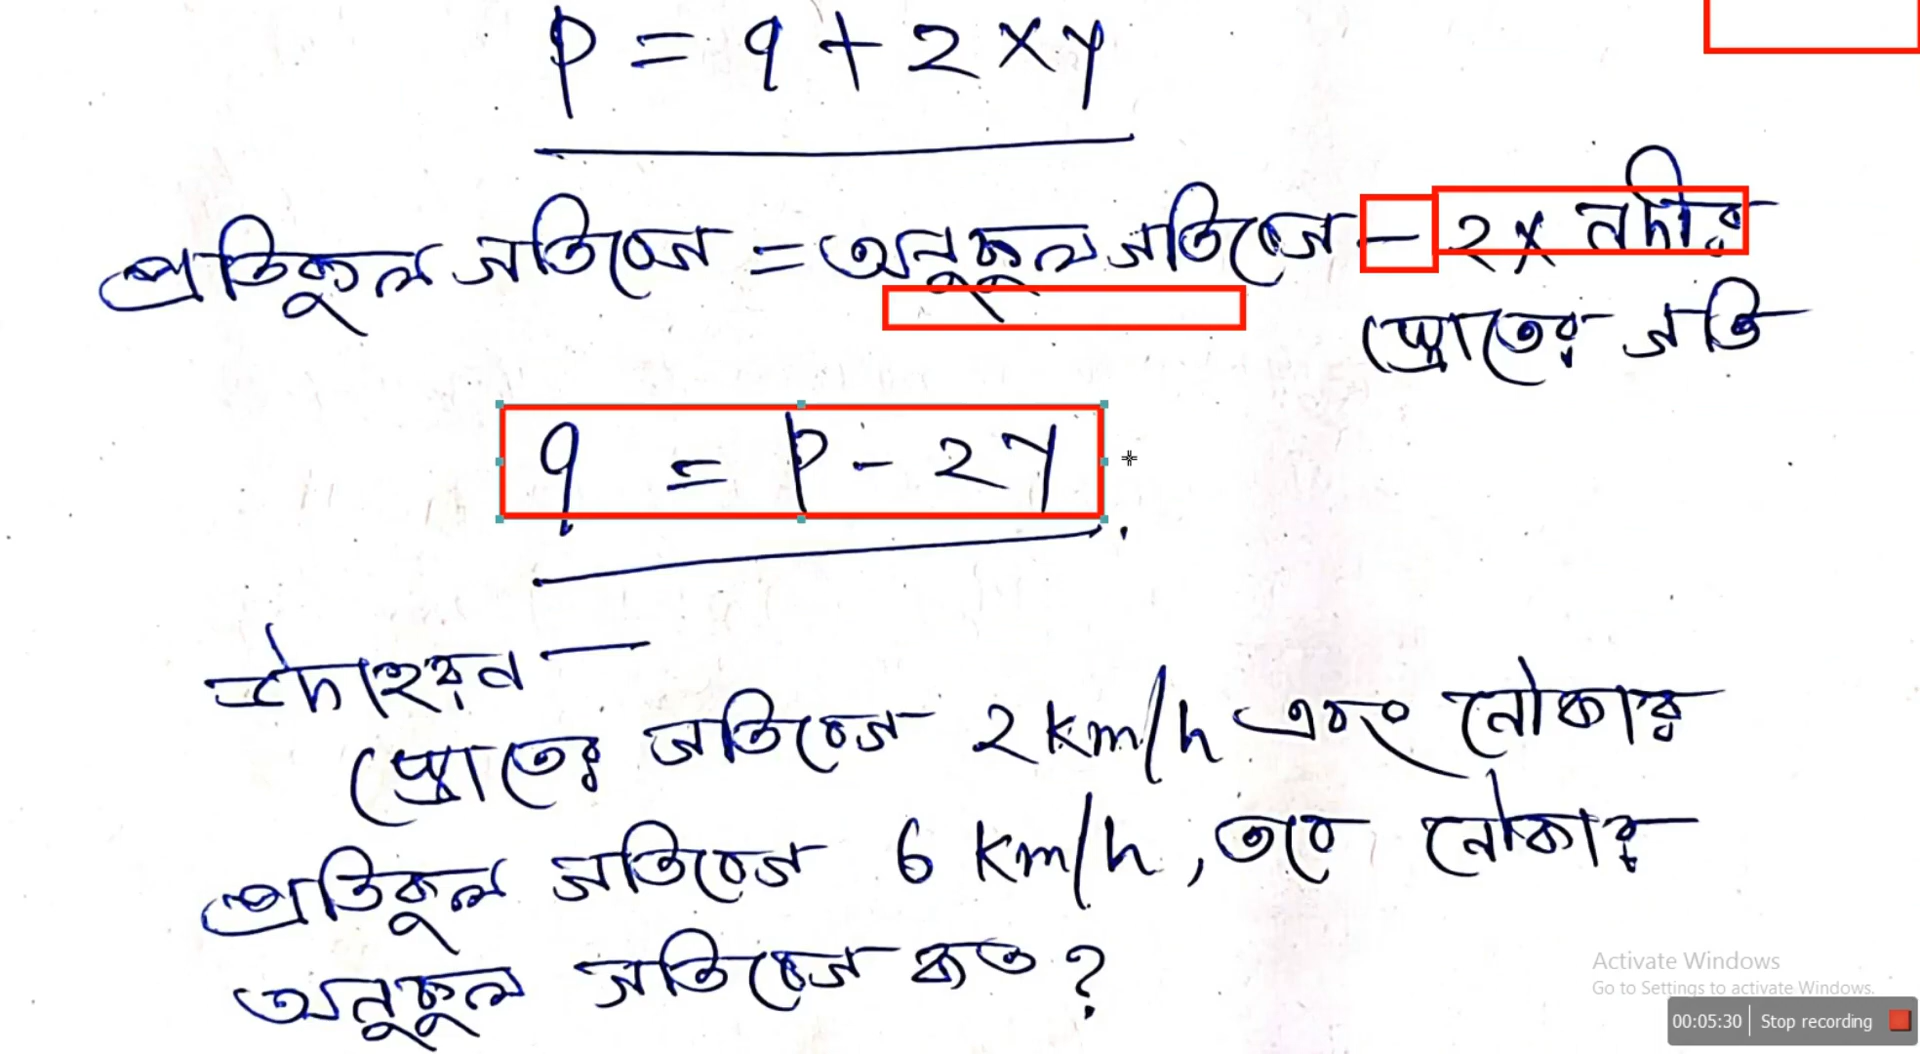 p = q + 2 × y
প্রতিকূল গতিবেগ = অনুকূল গতিবেগ - 2 × নদীর
স্রোতের গতি
q = p - 2y
উদাহরন —
স্রোতের গতিবেগ 2 km/h এবং নৌকার
প্রতিকূল গতিবেগ 6 km/h, তবে নৌকার
অনুকূল গতিবেগ কত?
Activate Windows
Go to Settings to activate Windows.
00:05:30 Stop recording